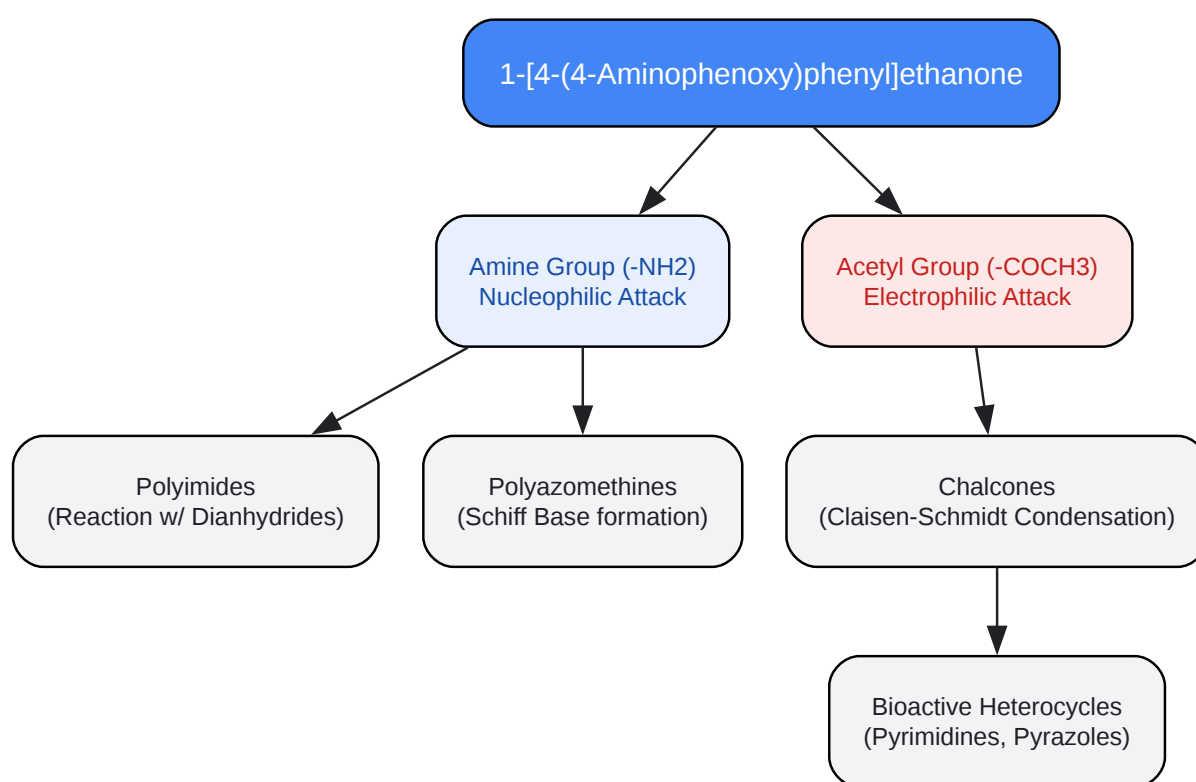 1-[4-(4-Aminophenoxy)phenyl]ethanone
Amine Group (-NH2)
Nucleophilic Attack
Acetyl Group (-COCH3)
Electrophilic Attack
Polyimides
(Reaction w/ Dianhydrides)
Polyazomethines
(Schiff Base formation)
Chalcones
(Claisen-Schmidt Condensation)
Bioactive Heterocycles
(Pyrimidines, Pyrazoles)